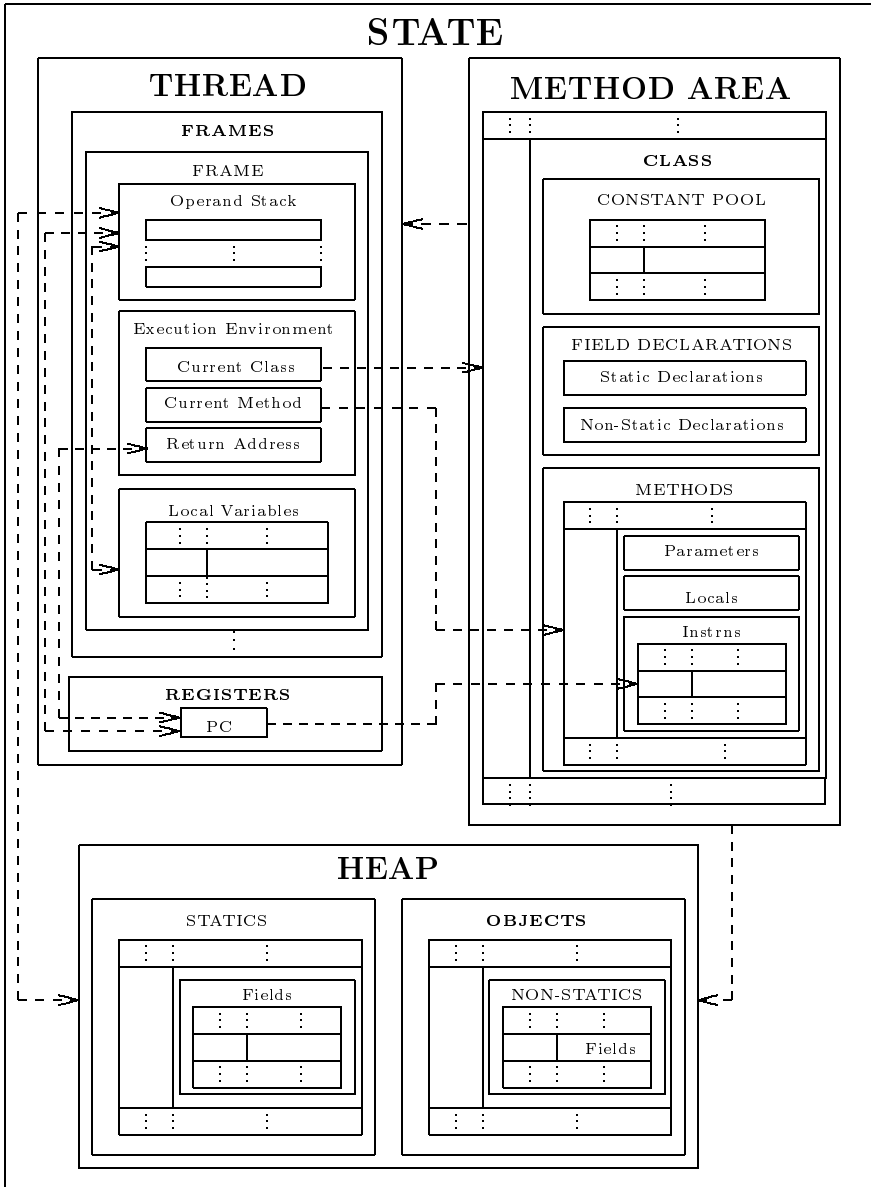 STATE
THREAD
FRAMES
FRAME
Operand Stack
Execution Environment
Current Class
Current Method
Return Address
Local Variables
REGISTERS
PC
METHOD AREA
CLASS
CONSTANT POOL
FIELD DECLARATIONS
Static Declarations
Non-Static Declarations
METHODS
Parameters
Locals
Instrns
HEAP
STATICS
Fields
OBJECTS
NON-STATICS
Fields